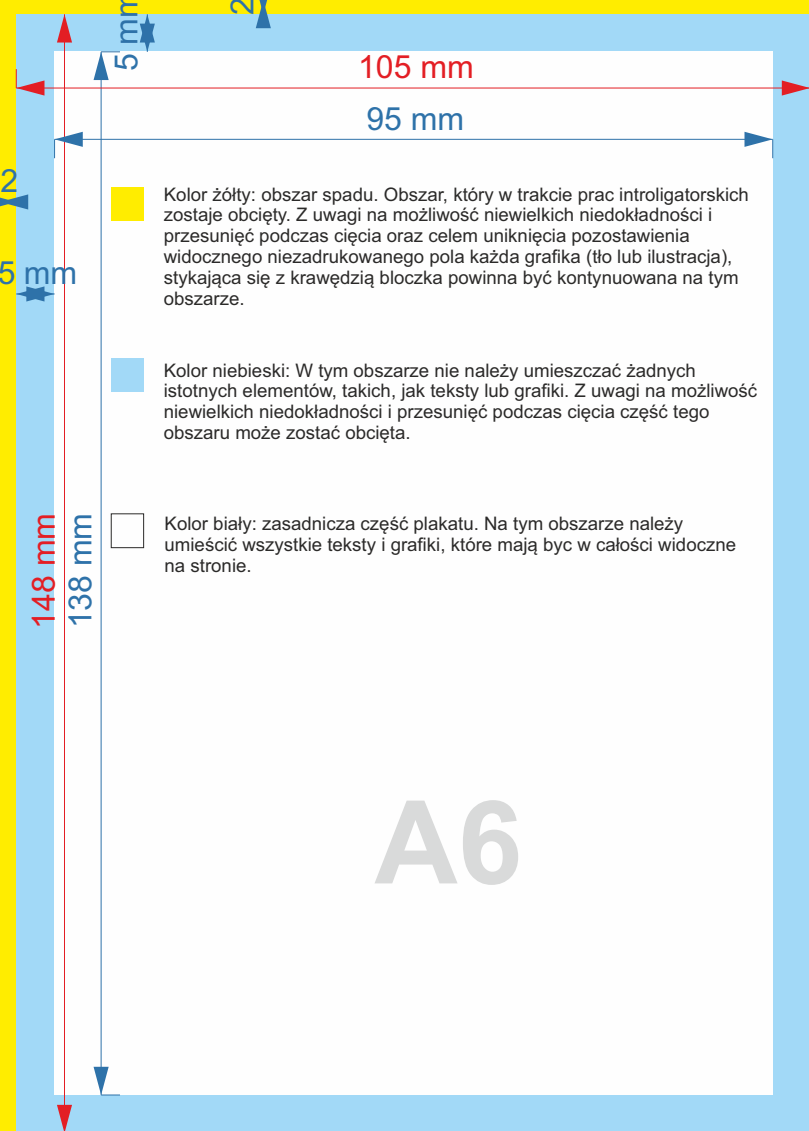 2
5 mm
105 mm
95 mm
2
5 mm
Kolor żółty: obszar spadu. Obszar, który w trakcie prac introligatorskich
zostaje obcięty. Z uwagi na możliwość niewielkich niedokładności i
przesunięć podczas cięcia oraz celem uniknięcia pozostawienia
widocznego niezadrukowanego pola każda grafika (tło lub ilustracja),
stykająca się z krawędzią bloczka powinna być kontynuowana na tym
obszarze.
Kolor niebieski: W tym obszarze nie należy umieszczać żadnych
istotnych elementów, takich, jak teksty lub grafiki. Z uwagi na możliwość
niewielkich niedokładności i przesunięć podczas cięcia część tego
obszaru może zostać obcięta.
148 mm
138 mm
Kolor biały: zasadnicza część plakatu. Na tym obszarze należy
umieścić wszystkie teksty i grafiki, które mają byc w całości widoczne
na stronie.
A6